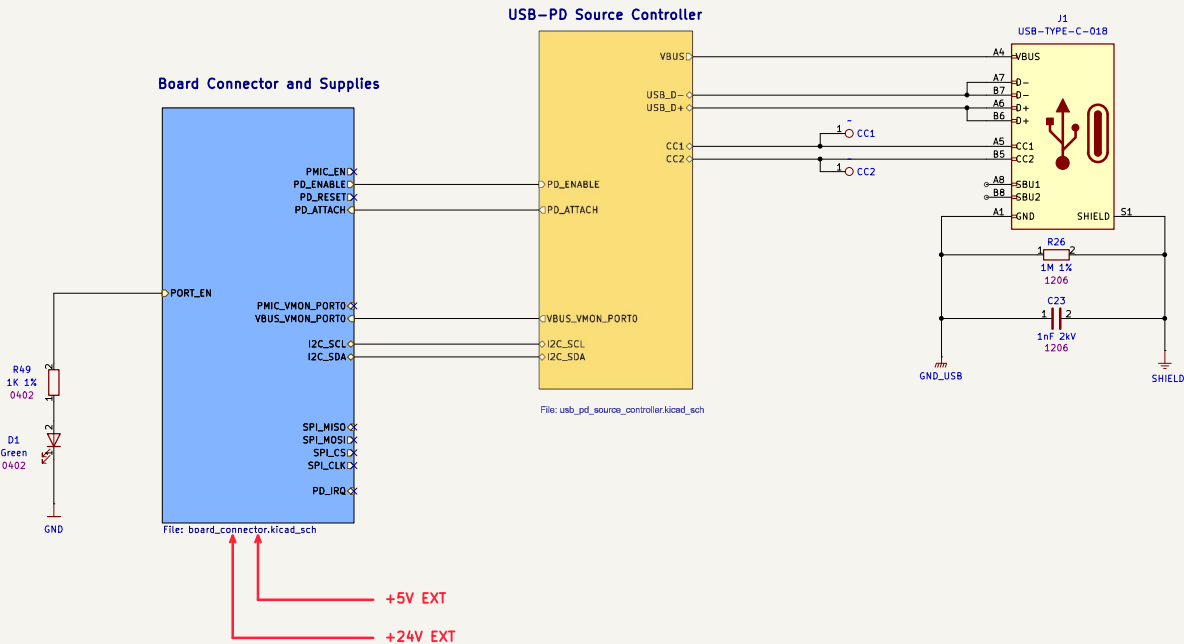 USB-PD Source Controller
Board Connector and Supplies
PMIC_EN
PD_ENABLE
PD_RESET
PD_ATTACH
PORT_EN
PMIC_VMON_PORT0
VBUS_VMON_PORT0
I2C_SCL
I2C_SDA
SPI_MISO
SPI_MOSI
SPI_CS
SPI_CLK
PD_IRQ
File: board_connector.kicad_sch
+5V EXT
+24V EXT
R49
1K 1%
0402
2
1
D1
Green
0402
2
1
GND
VBUS
USB_D-
USB_D+
CC1
CC2
PD_ENABLE
PD_ATTACH
VBUS_VMON_PORT0
I2C_SCL
I2C_SDA
File: usb_pd_source_controller.kicad_sch
-
1 CC1
-
1 CC2
J1
USB-TYPE-C-018
A4 VBUS
A7 D-
B7 D-
A6 D+
B6 D+
A5 CC1
B5 CC2
A8 SBU1
B8 SBU2
A1 GND
SHIELD S1
R26
1 2
1M 1%
1206
C23
1 2
1nF 2kV
1206
GND_USB
SHIELD